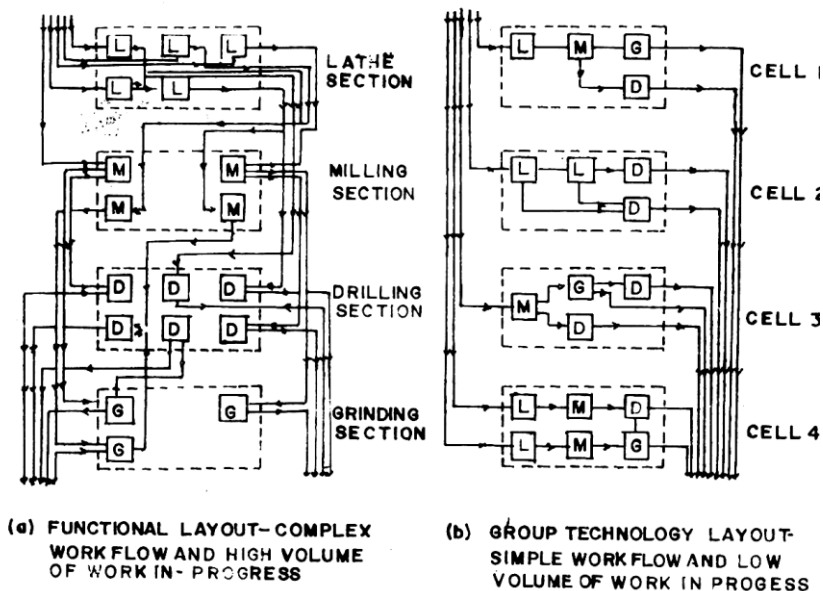 L L L
L L
LATHE
SECTION
M M
M M
MILLING
SECTION
D D D
D D D
DRILLING
SECTION
G G
G
GRINDING
SECTION
(a) FUNCTIONAL LAYOUT-COMPLEX
WORK FLOW AND HIGH VOLUME
OF WORK IN-PROGRESS
L M G
D
CELL 1
L L D
D
CELL 2
M G D
D
CELL 3
L M D
L M G
CELL 4
(b) GROUP TECHNOLOGY LAYOUT-
SIMPLE WORKFLOW AND LOW
VOLUME OF WORK IN PROGESS